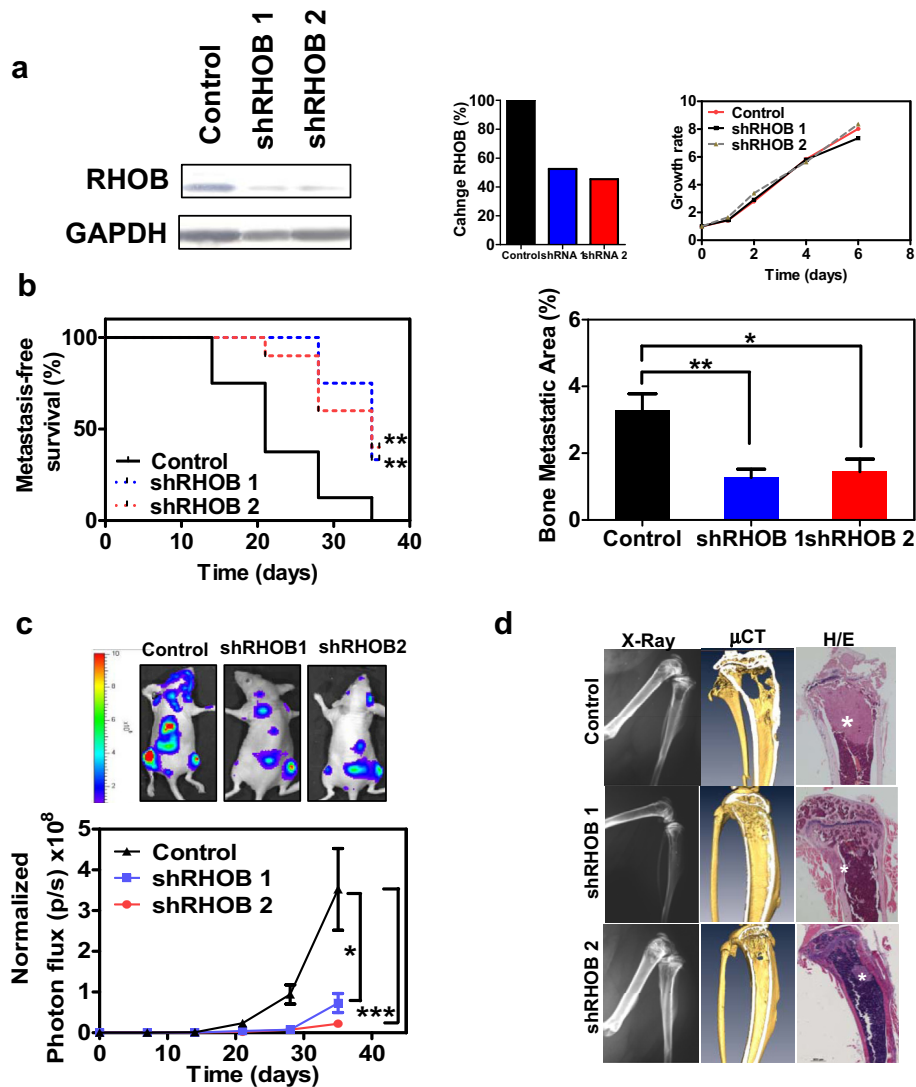 a
Control
shRHOB 1
shRHOB 2
RHOB
GAPDH
Cahnge RHOB (%)
100
80
60
40
20
0
Control shRNA 1 shRNA 2
Growth rate
10
8
6
4
2
0
Control
shRHOB 1
shRHOB 2
0 2 4 6 8
Time (days)
b
Metastasis-free
survival (%)
100
50
0
Control
shRHOB 1
shRHOB 2
**
**
0 10 20 30 40
Time (days)
Bone Metastatic Area (%)
6
4
2
0
*
**
Control shRHOB 1shRHOB 2
c
Control shRHOB1 shRHOB2
10
8
6
4
2
Normalized
Photon flux (p/s) x10⁸
5
4
3
2
1
0
Control
shRHOB 1
shRHOB 2
*
***
0 10 20 30 40
Time (days)
d
X-Ray μCT H/E
Control
*
shRHOB 1
*
shRHOB 2
*